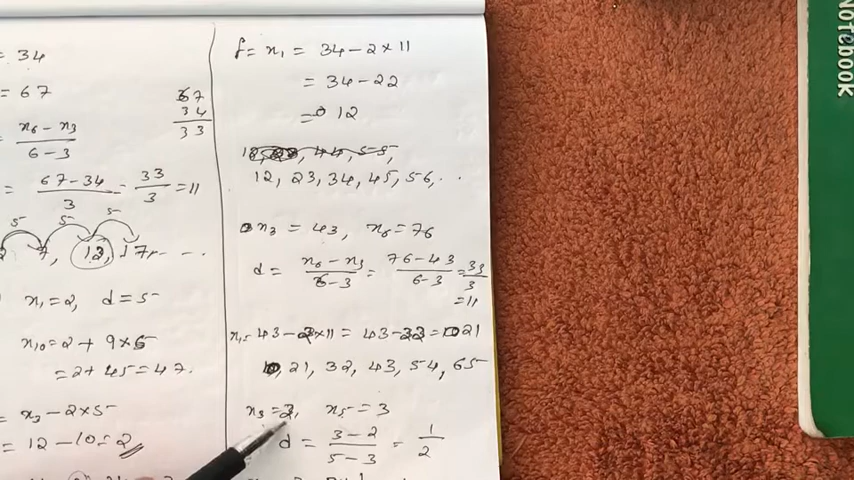 = 34
= 67
67
34
33
= x₆ - x₃ / 6-3
= 67-34 / 3 = 33/3 = 11
5 5 5
2 7, 12, 17, - - ..
x₁=2, d=5
x₁₀=2 + 9×5
=2+45=47.
= x₃-2×5
= 12-10=2
f= x₁ = 34-2×11
= 34-22
= 12
12, 23, 34, 45, 56, . .
x₃ = 43, x₆=76
d = x₆ - x₃ / 6-3 = 76-43 / 6-3 = 33/3
=11
43-2×11 = 43-22=21
21, 32, 43, 54, 65
x₃=2, x₅=3
d = 3-2 / 5-3 = 1/2
Notebook